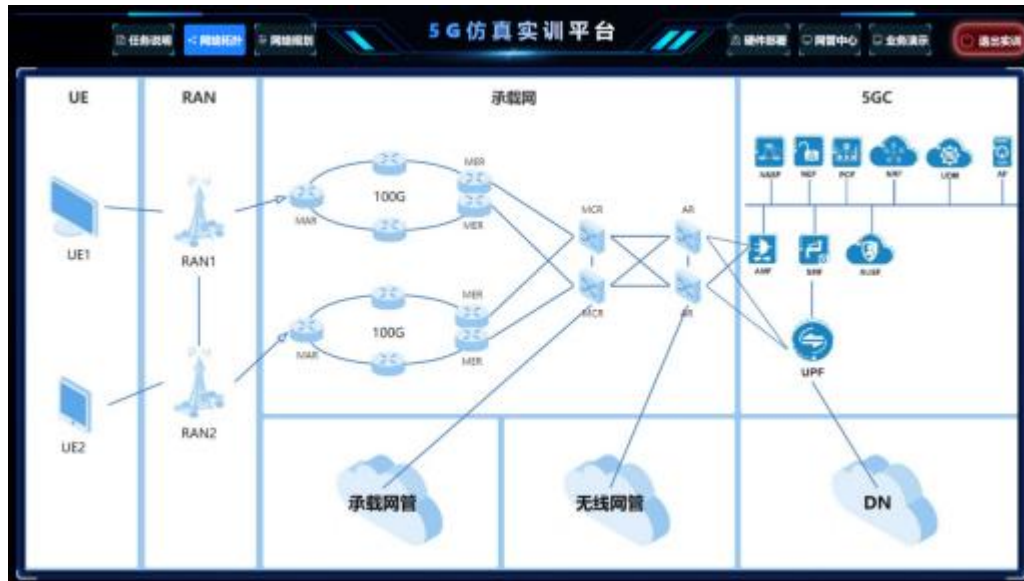 5G仿真实训平台
任务说明
网络拓扑
网络规划
硬件部署
网管中心
业务演示
退出实训
UE
RAN
承载网
5GC
MER
100G
MAR
MER
UE1
RAN1
MCR
AR
NEF
PCF
NRF
UDM
AF
AMF
SMF
AUSF
MER
100G
MAR
MER
MCR
AR
UPF
UE2
RAN2
承载网管
无线网管
DN